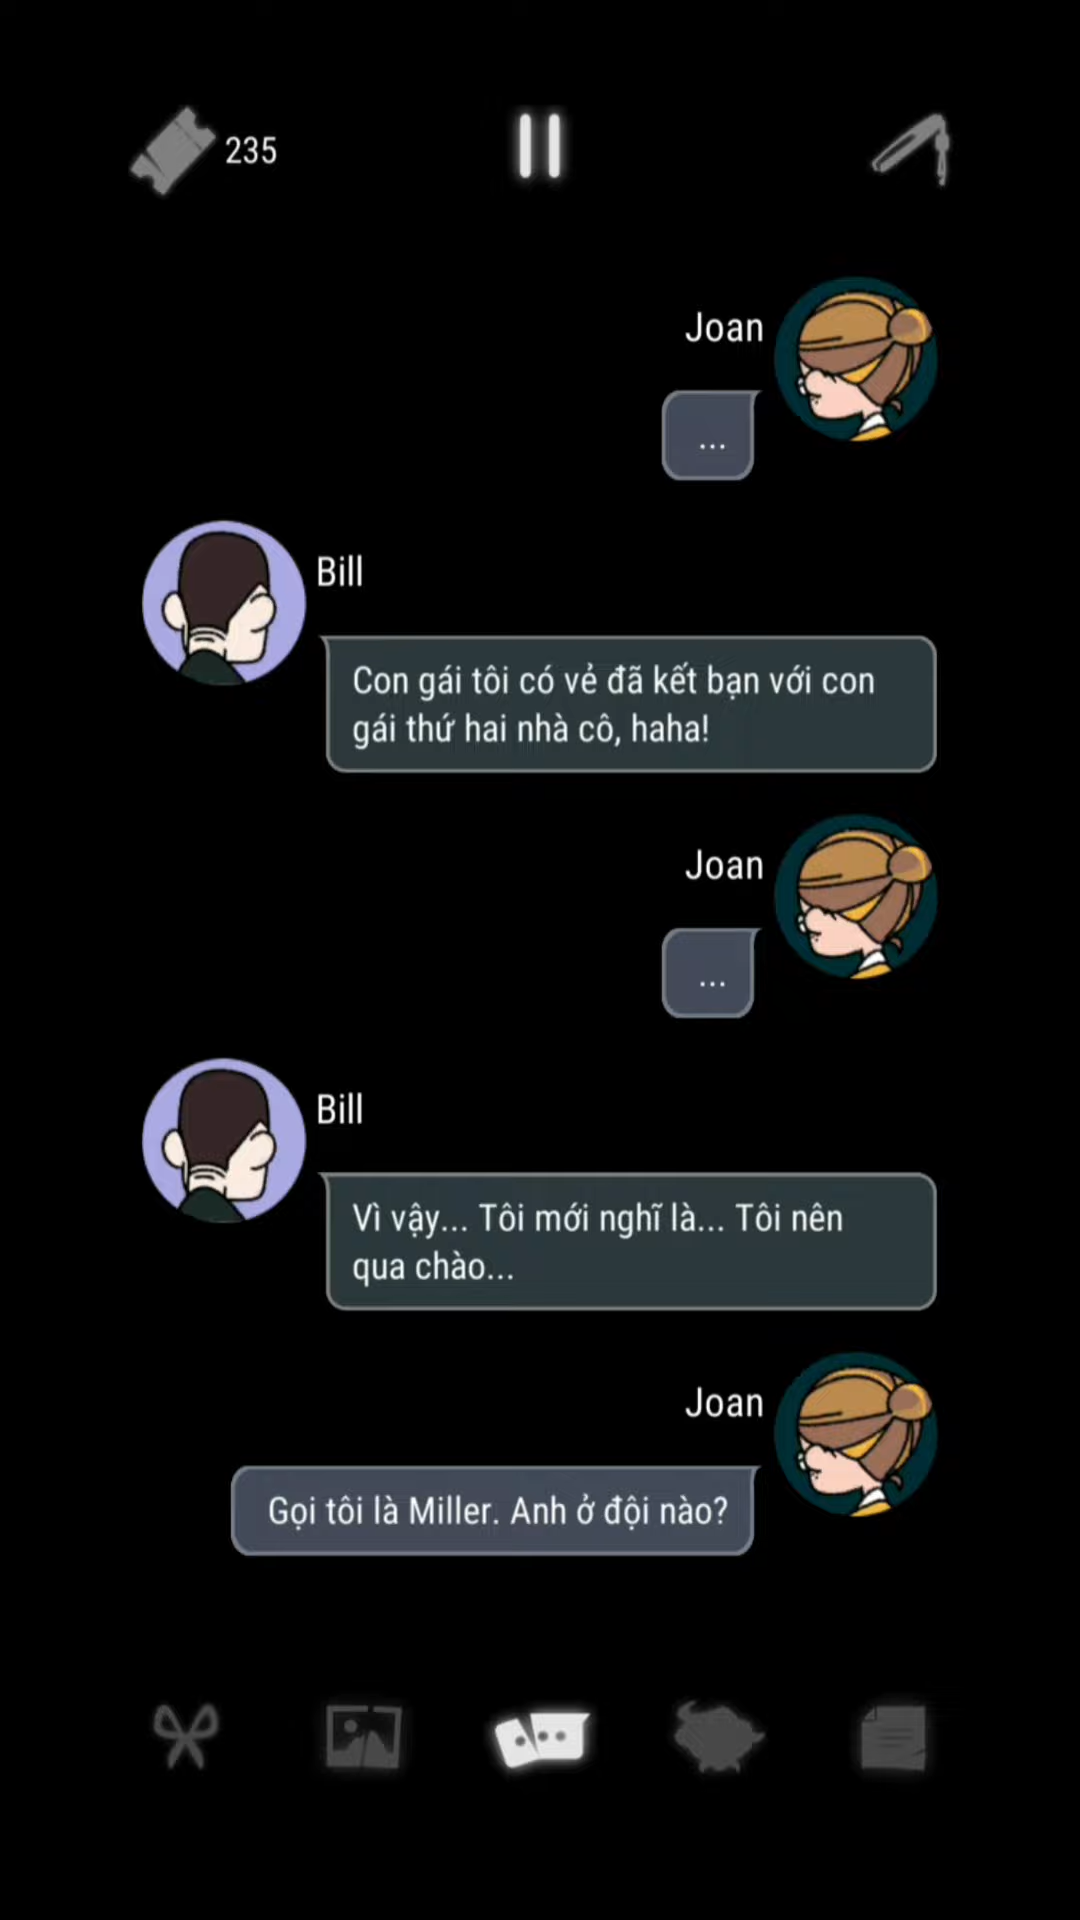 235
Joan
...
Bill
Con gái tôi có vẻ đã kết bạn với con
gái thứ hai nhà cô, haha!
Joan
...
Bill
Vì vậy... Tôi mới nghĩ là... Tôi nên
qua chào...
Joan
Gọi tôi là Miller. Anh ở đội nào?